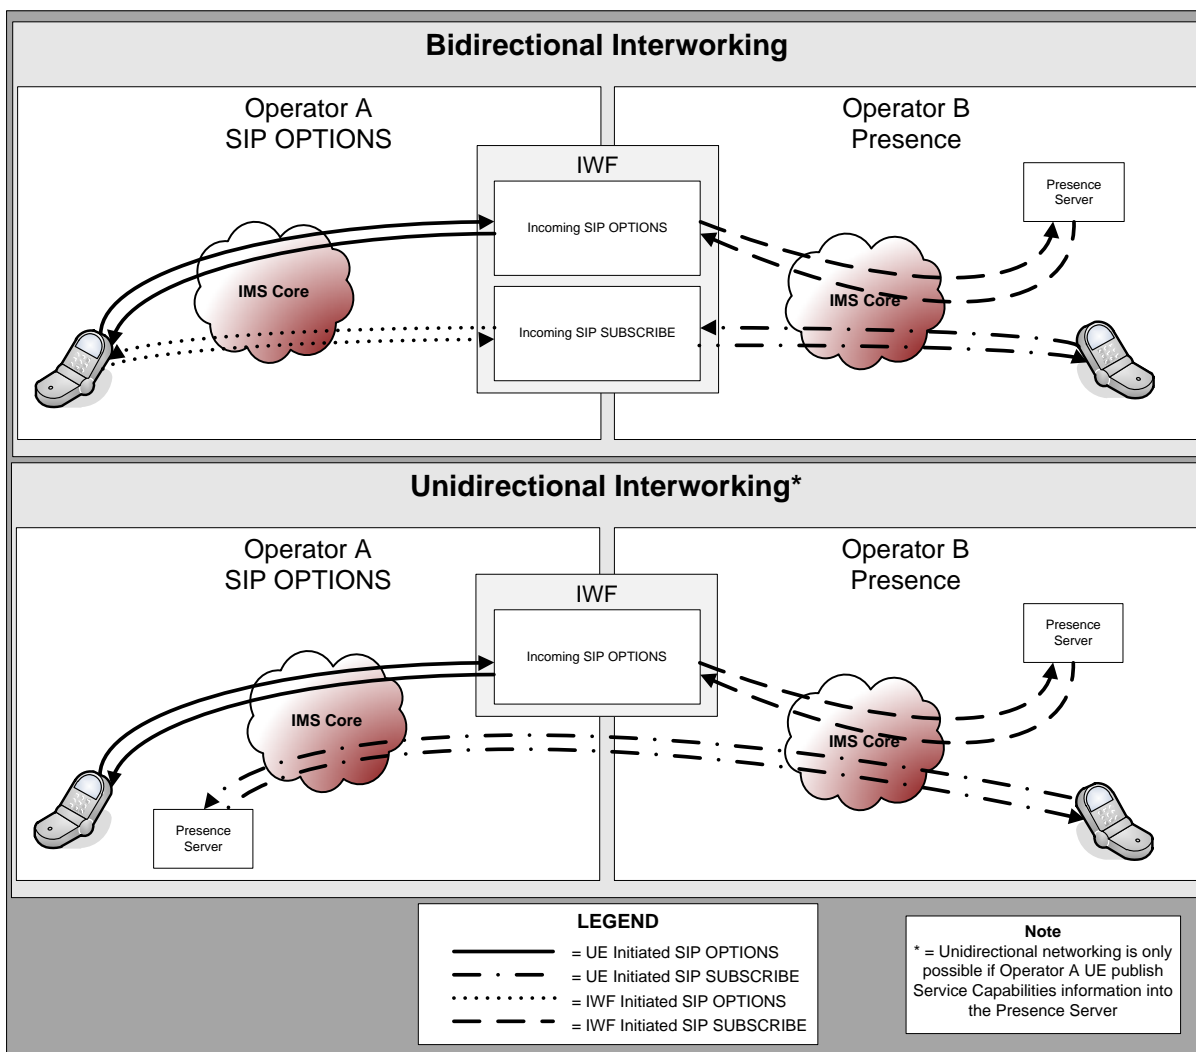 Bidirectional Interworking
Operator A
SIP OPTIONS
Operator B
Presence
IWF
Incoming SIP OPTIONS
Presence
Server
IMS Core
IMS Core
Incoming SIP SUBSCRIBE
Unidirectional Interworking*
Operator A
SIP OPTIONS
Operator B
Presence
IWF
Incoming SIP OPTIONS
Presence
Server
IMS Core
IMS Core
Presence
Server
LEGEND
= UE Initiated SIP OPTIONS
= UE Initiated SIP SUBSCRIBE
= IWF Initiated SIP OPTIONS
= IWF Initiated SIP SUBSCRIBE
Note
* = Unidirectional networking is only
possible if Operator A UE publish
Service Capabilities information into
the Presence Server